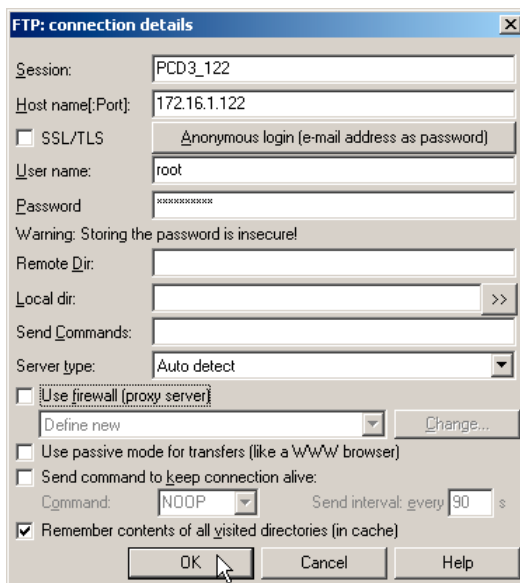 FTP: connection details
Session: PCD3_122
Host name[:Port]: 172.16.1.122
SSL/TLS Anonymous login (e-mail address as password)
User name: root
Password **********
Warning: Storing the password is insecure!
Remote Dir:
Local dir: >>
Send Commands:
Server type: Auto detect
Use firewall (proxy server)
Define new Change...
Use passive mode for transfers (like a WWW browser)
Send command to keep connection alive:
Command: NOOP Send interval: every 90 s
Remember contents of all visited directories (in cache)
OK Cancel Help